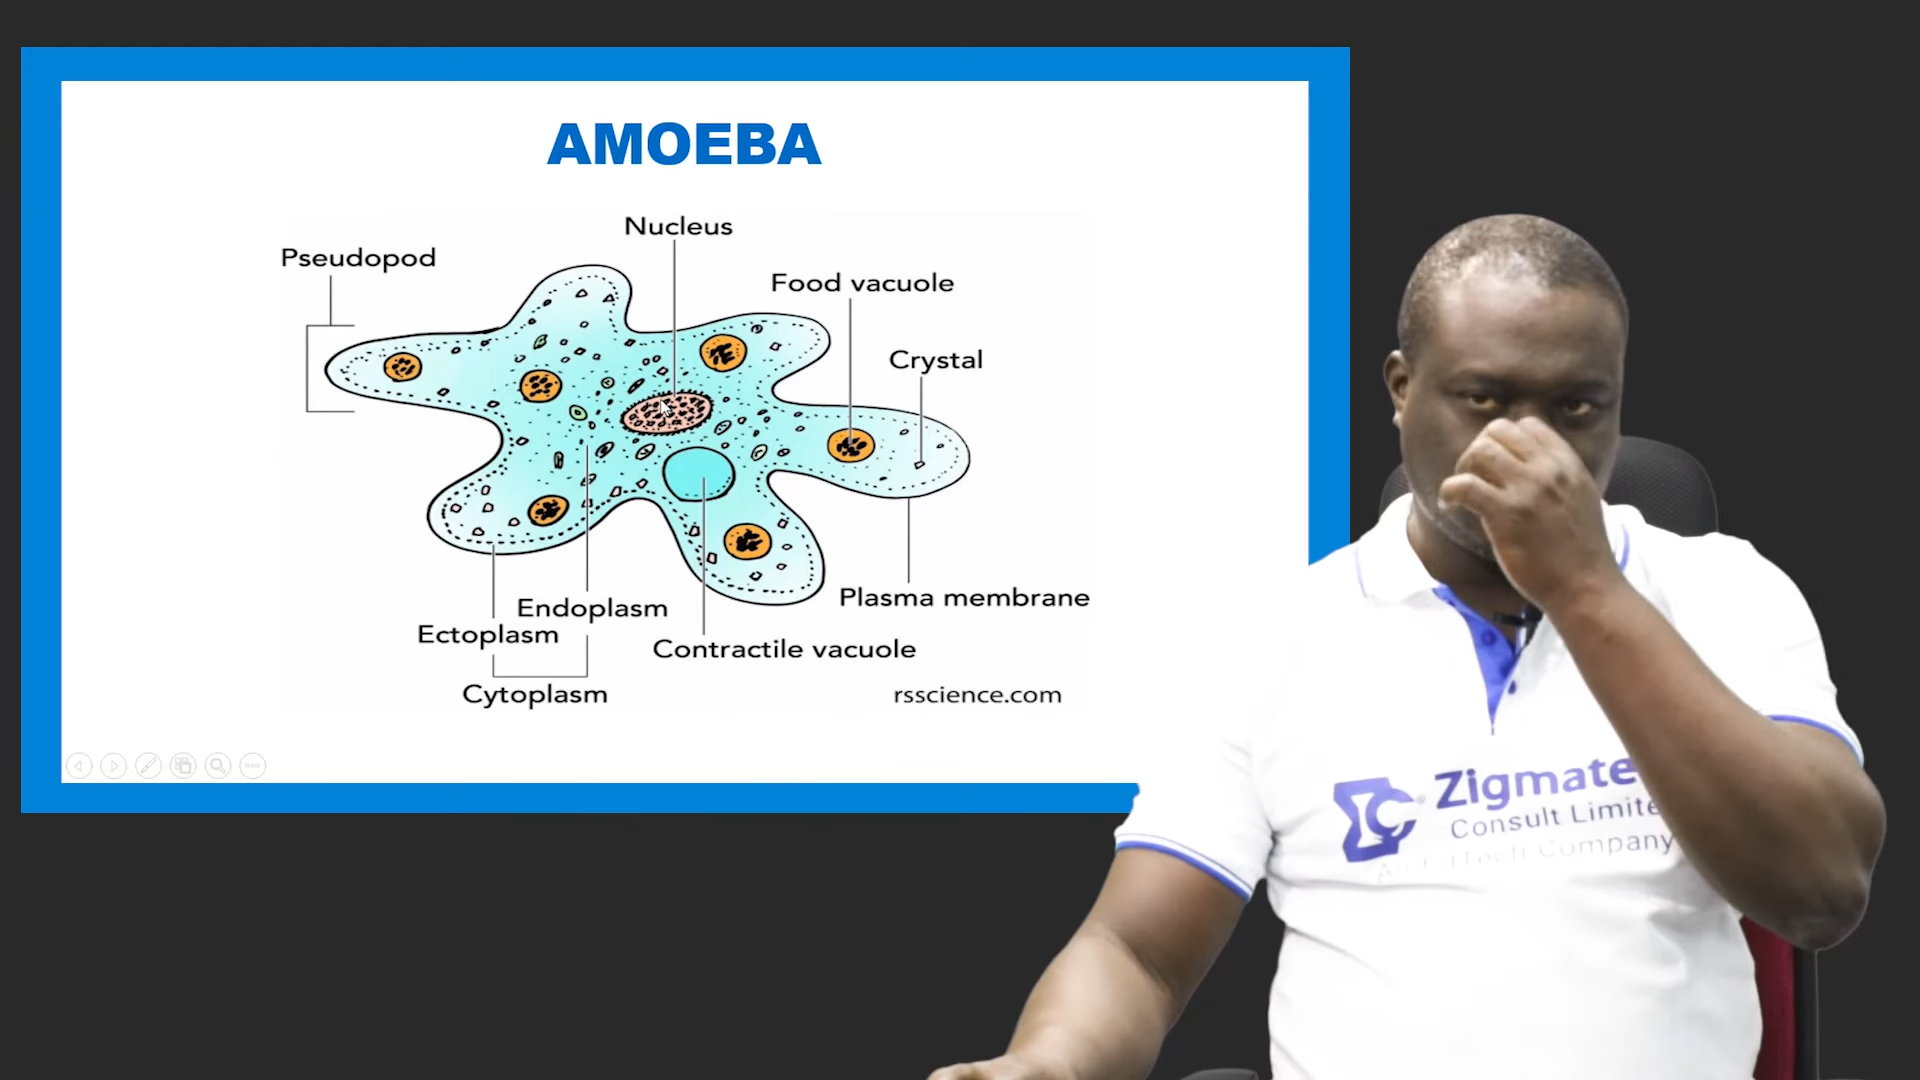 AMOEBA
Nucleus
Pseudopod
Food vacuole
Crystal
Plasma membrane
Endoplasm
Ectoplasm
Contractile vacuole
Cytoplasm
rsscience.com
Zigmate
Consult Limite
Company